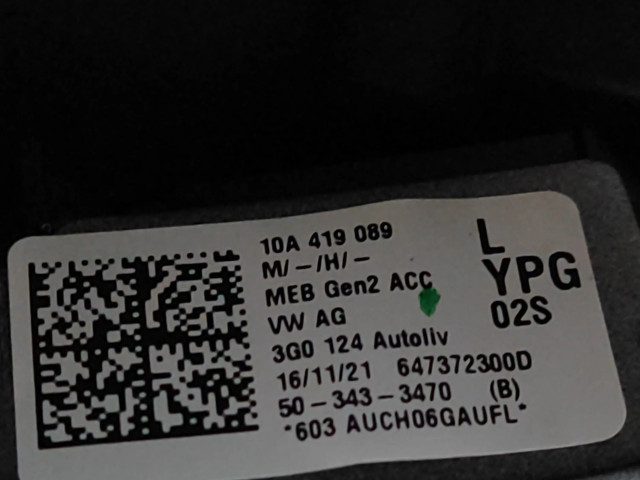 10A 419 089
M/-/H/-
MEB Gen2 ACC
VW AG
3G0 124 Autoliv
16/11/21 647372300D
50-343-3470 (B)
*603 AUCH06GAUFL*
L
YPG
02S